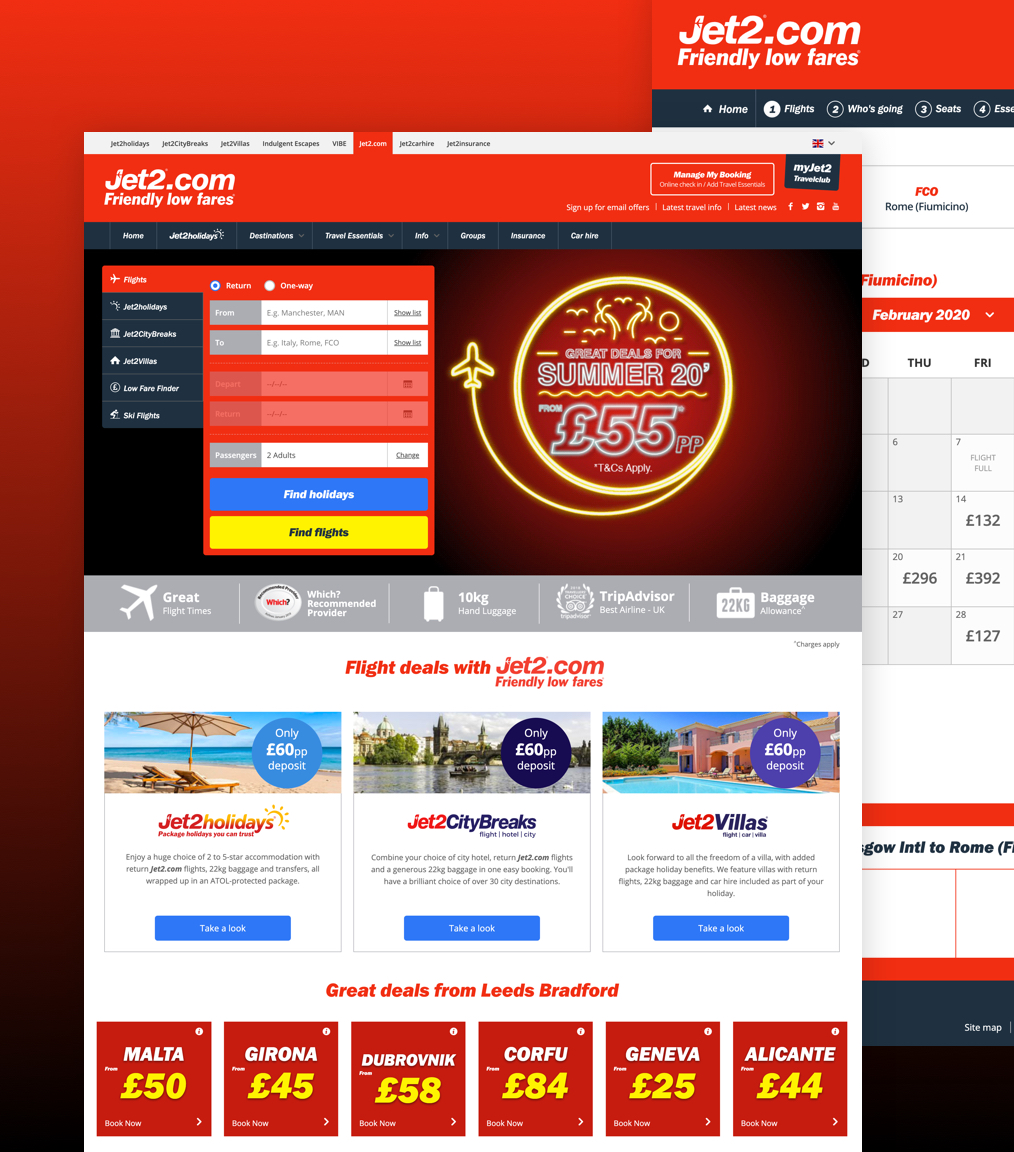 Jet2.com
Friendly low fares
Home
1 Flights
2 Who's going
3 Seats
4 Esse
FCO
Rome (Fiumicino)
Fiumicino)
February 2020
D THU FRI
6 7
FLIGHT
FULL
13 14
£132
20 21
£296 £392
27 28
£127
sgow Intl to Rome (Fi
Site map
Jet2holidays Jet2CityBreaks Jet2Villas Indulgent Escapes VIBE Jet2.com Jet2carhire Jet2insurance
Jet2.com
Friendly low fares
Manage My Booking
Online check in / Add Travel Essentials
myJet2
Travelclub
Sign up for email offers | Latest travel info | Latest news
Home Jet2holidays Destinations Travel Essentials Info Groups Insurance Car hire
Flights
Jet2holidays
Jet2CityBreaks
Jet2Villas
Low Fare Finder
Ski Flights
Return One-way
From E.g. Manchester, MAN Show list
To E.g. Italy, Rome, FCO Show list
Depart --/--/--
Return --/--/--
Passengers 2 Adults Change
Find holidays
Find flights
GREAT DEALS FOR
SUMMER 20'
FROM
£55*PP
*T&Cs Apply.
Great
Flight Times
Which?
Which?
Recommended
Provider
10kg
Hand Luggage
TripAdvisor
Best Airline - UK
22KG
Baggage
Allowance^
^Charges apply
Flight deals with Jet2.com
Friendly low fares
Only
£60pp
deposit
Jet2holidays
Package holidays you can trust
Enjoy a huge choice of 2 to 5-star accommodation with
return Jet2.com flights, 22kg baggage and transfers, all
wrapped up in an ATOL-protected package.
Take a look
Only
£60pp
deposit
Jet2CityBreaks
flight | hotel | city
Combine your choice of city hotel, return Jet2.com flights
and a generous 22kg baggage in one easy booking. You'll
have a brilliant choice of over 30 city destinations.
Take a look
Only
£60pp
deposit
Jet2Villas
flight | car | villa
Look forward to all the freedom of a villa, with added
package holiday benefits. We feature villas with return
flights, 22kg baggage and car hire included as part of your
holiday.
Take a look
Great deals from Leeds Bradford
MALTA
From
£50
Book Now
GIRONA
From
£45
Book Now
DUBROVNIK
From
£58
Book Now
CORFU
From
£84
Book Now
GENEVA
From
£25
Book Now
ALICANTE
From
£44
Book Now